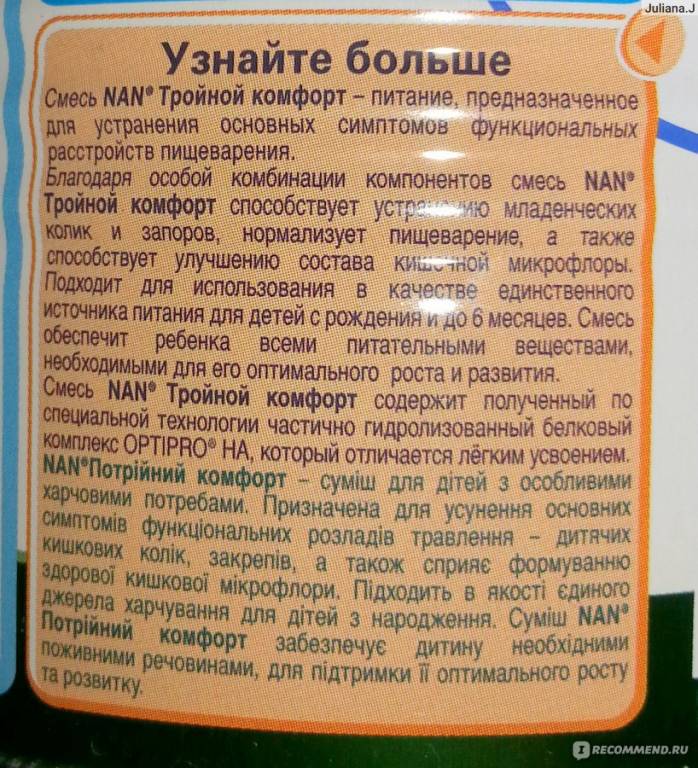 Juliana.J
Узнайте больше
Смесь NAN® Тройной комфорт – питание, предназначенное
для устранения основных симптомов функциональных
расстройств пищеварения.
Благодаря особой комбинации компонентов смесь NAN®
Тройной комфорт способствует устранению младенческих
колик и запоров, нормализует пищеварение, а также
способствует улучшению состава кишечной микрофлоры.
Подходит для использования в качестве единственного
источника питания для детей с рождения и до 6 месяцев. Смесь
обеспечит ребенка всеми питательными веществами,
необходимыми для его оптимального роста и развития.
Смесь NAN® Тройной комфорт содержит полученный по
специальной технологии частично гидролизованный белковый
комплекс OPTIPRO® HA, который отличается лёгким усвоением.
NAN®Потрійний комфорт – суміш для дітей з особливими
харчовими потребами. Призначена для усунення основних
симптомів функціональних розладів травлення – дитячих
кишкових колік, закрепів, а також сприяє формуванню
здорової кишкової мікрофлори. Підходить в якості єдиного
джерела харчування для дітей з народження. Суміш NAN®
Потрійний комфорт забезпечує дитину необхідними
поживними речовинами, для підтримки її оптимального росту
та розвитку.
IRECOMMEND.RU